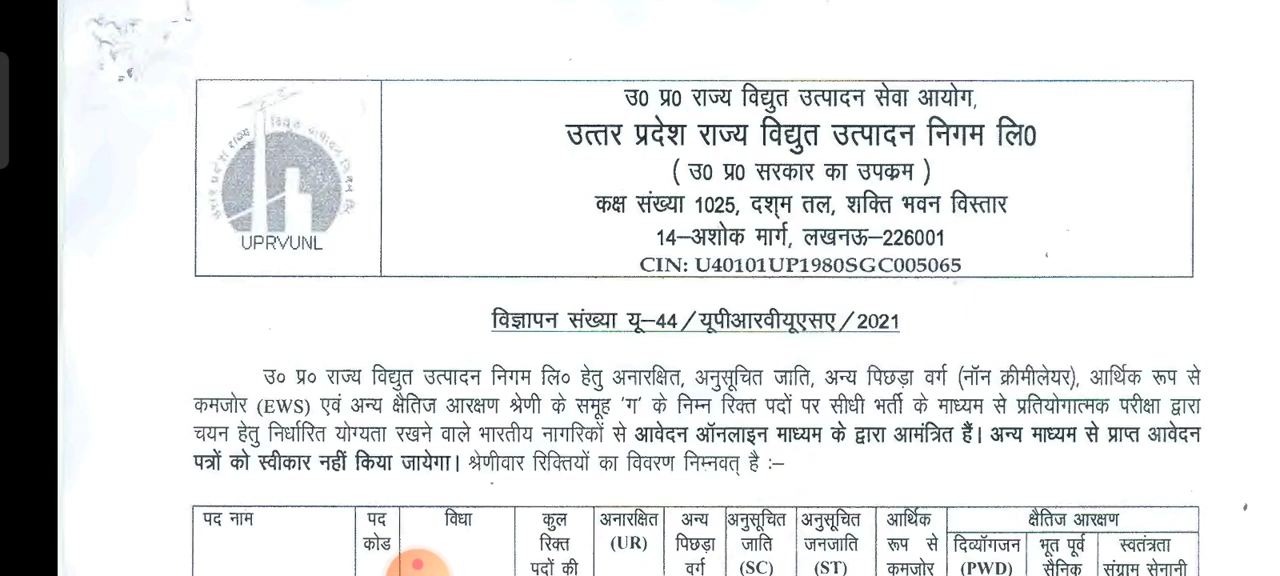 उ0 प्र0 राज्य विद्युत उत्पादन सेवा आयोग,
उत्तर प्रदेश राज्य विद्युत उत्पादन निगम लि0
( उ0 प्र0 सरकार का उपक्रम )
कक्ष संख्या 1025, दश्म तल, शक्ति भवन विस्तार
14–अशोक मार्ग, लखनऊ–226001
CIN: U40101UP1980SGC005065
UPRVUNL
विज्ञापन संख्या यू–44/यूपीआरवीयूएसए/2021
उ० प्र० राज्य विद्युत उत्पादन निगम लि० हेतु अनारक्षित, अनुसूचित जाति, अन्य पिछड़ा वर्ग (नॉन क्रीमीलेयर), आर्थिक रूप से
कमजोर (EWS) एवं अन्य क्षैतिज आरक्षण श्रेणी के समूह 'ग' के निम्न रिक्त पदों पर सीधी भर्ती के माध्यम से प्रतियोगात्मक परीक्षा द्वारा
चयन हेतु निर्धारित योग्यता रखने वाले भारतीय नागरिकों से आवेदन ऑनलाइन माध्यम के द्वारा आमंत्रित हैं। अन्य माध्यम से प्राप्त आवेदन
पत्रों को स्वीकार नहीं किया जायेगा। श्रेणीवार रिक्तियों का विवरण निम्नवत् है :–
पद नाम पद विधा कुल अनारक्षित अन्य अनुसूचित अनुसूचित आर्थिक क्षैतिज आरक्षण
कोड रिक्त (UR) पिछड़ा जाति जनजाति रूप से दिव्यॉगजन भूत पूर्व स्वतंत्रता
पदों की वर्ग (SC) (ST) कमजोर (PWD) सैनिक संग्राम सेनानी